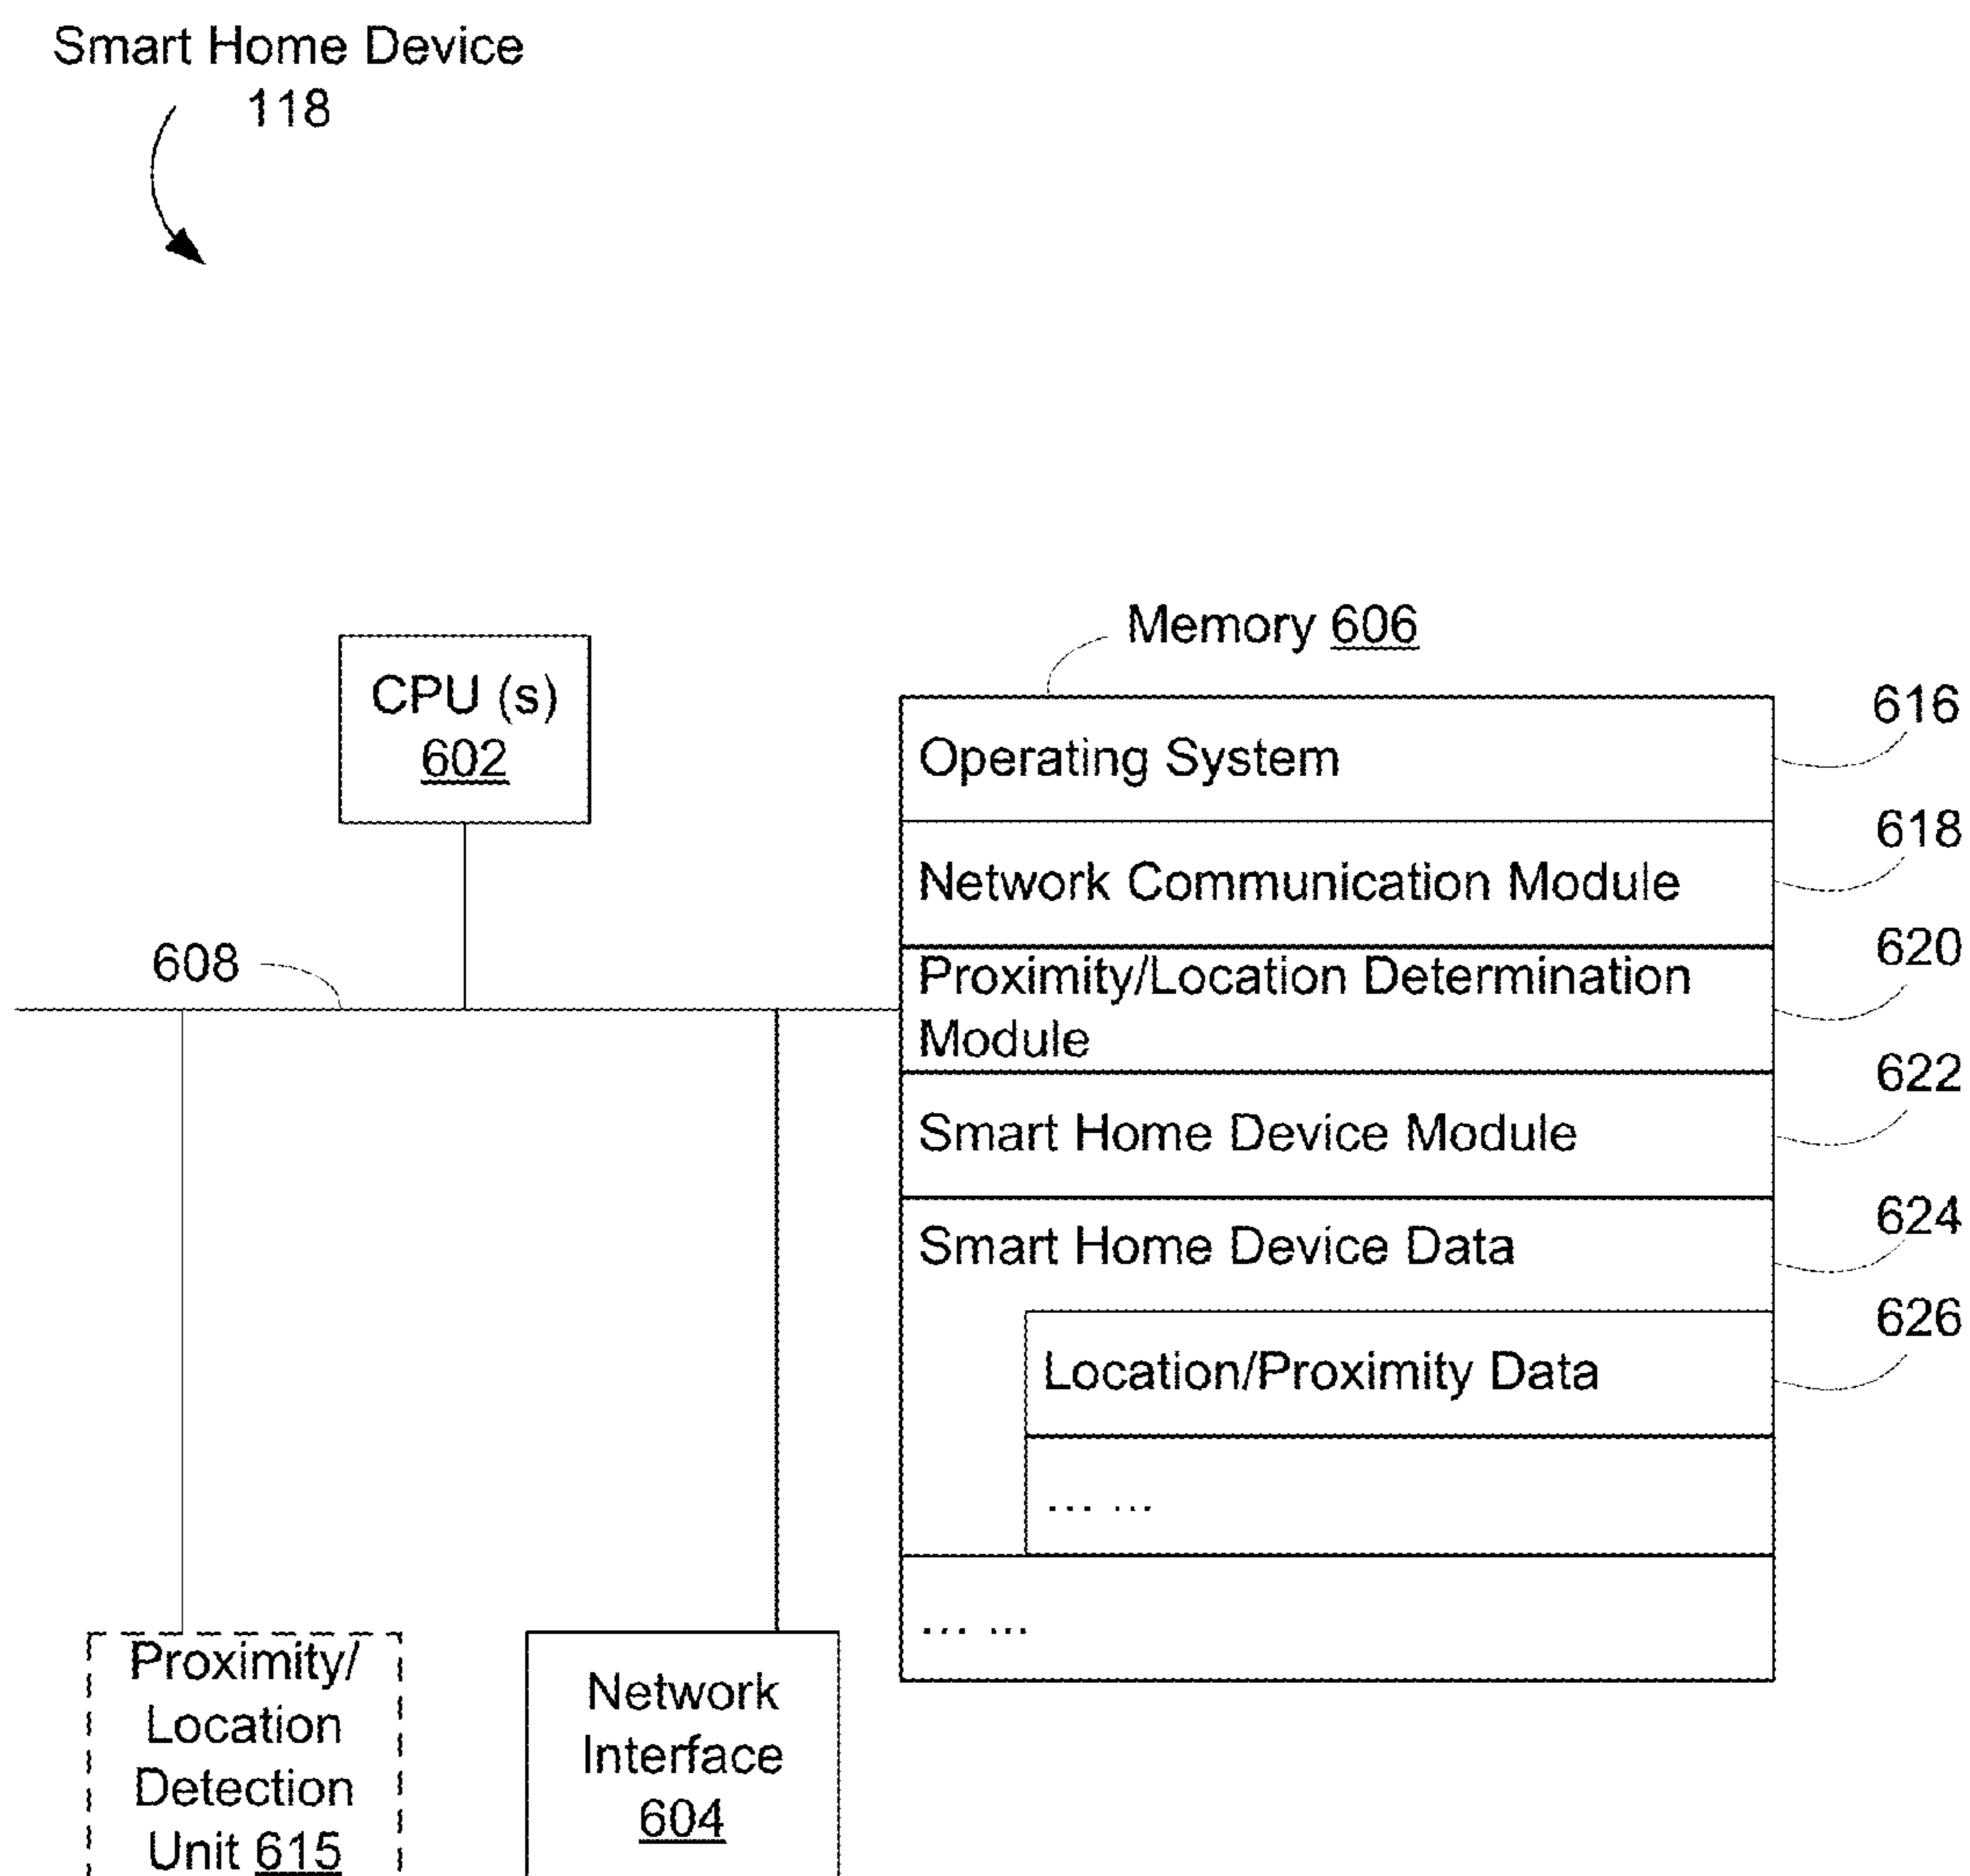 Smart Home Device
118
Memory 606
CPU (s)
602
616
Operating System
618
Network Communication Module
608
620
Proximity/Location Determination
Module
622
Smart Home Device Module
624
Smart Home Device Data
626
Location/Proximity Data
... ...
... ...
Proximity/
Location
Detection
Unit 615
Network
Interface
604